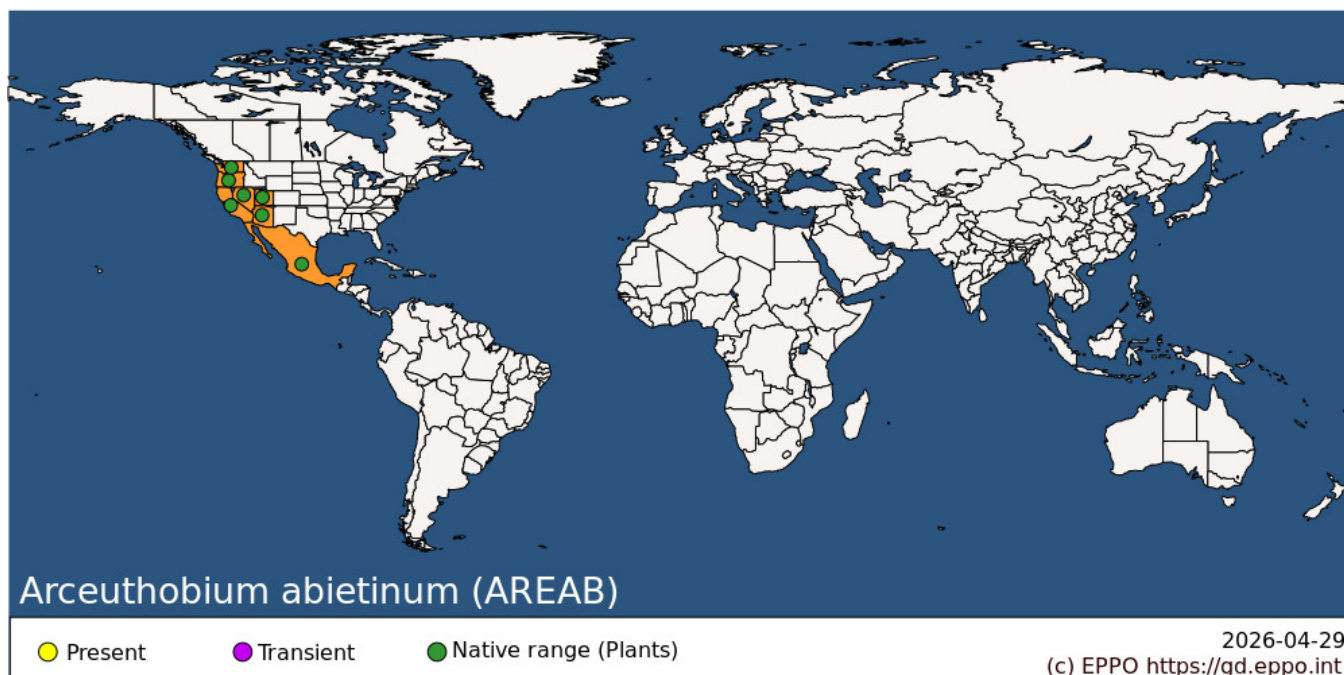 Arceuthobium abietinum (AREAB)
Present
Transient
Native range (Plants)
2026-04-29
(c) EPPO https://gd.eppo.int